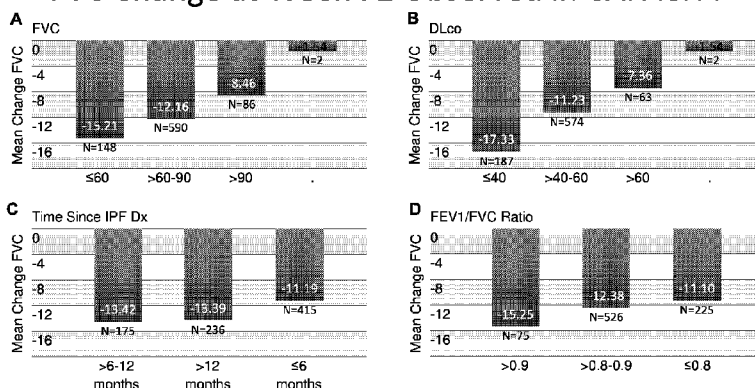 A FVC
Mean Change FVC
0
-4
-8
-12
-16
-15.21
N=148
-12.16
N=590
-8.46
N=86
-1.54
N=2
≤60 >60-90 >90 .
B DLco
Mean Change FVC
0
-4
-8
-12
-16
-17.33
N=187
-11.23
N=574
-7.36
N=63
-1.54
N=2
≤40 >40-60 >60 .
C Time Since IPF Dx
Mean Change FVC
0
-4
-8
-12
-13.42
N=175
-13.39
N=236
-11.19
N=415
>6-12 months
>12 months
≤6 months
D FEV1/FVC Ratio
Mean Change FVC
0
-4
-8
-12
-16
-15.25
N=75
-12.38
N=526
-11.10
N=225
>0.9 >0.8-0.9 ≤0.8